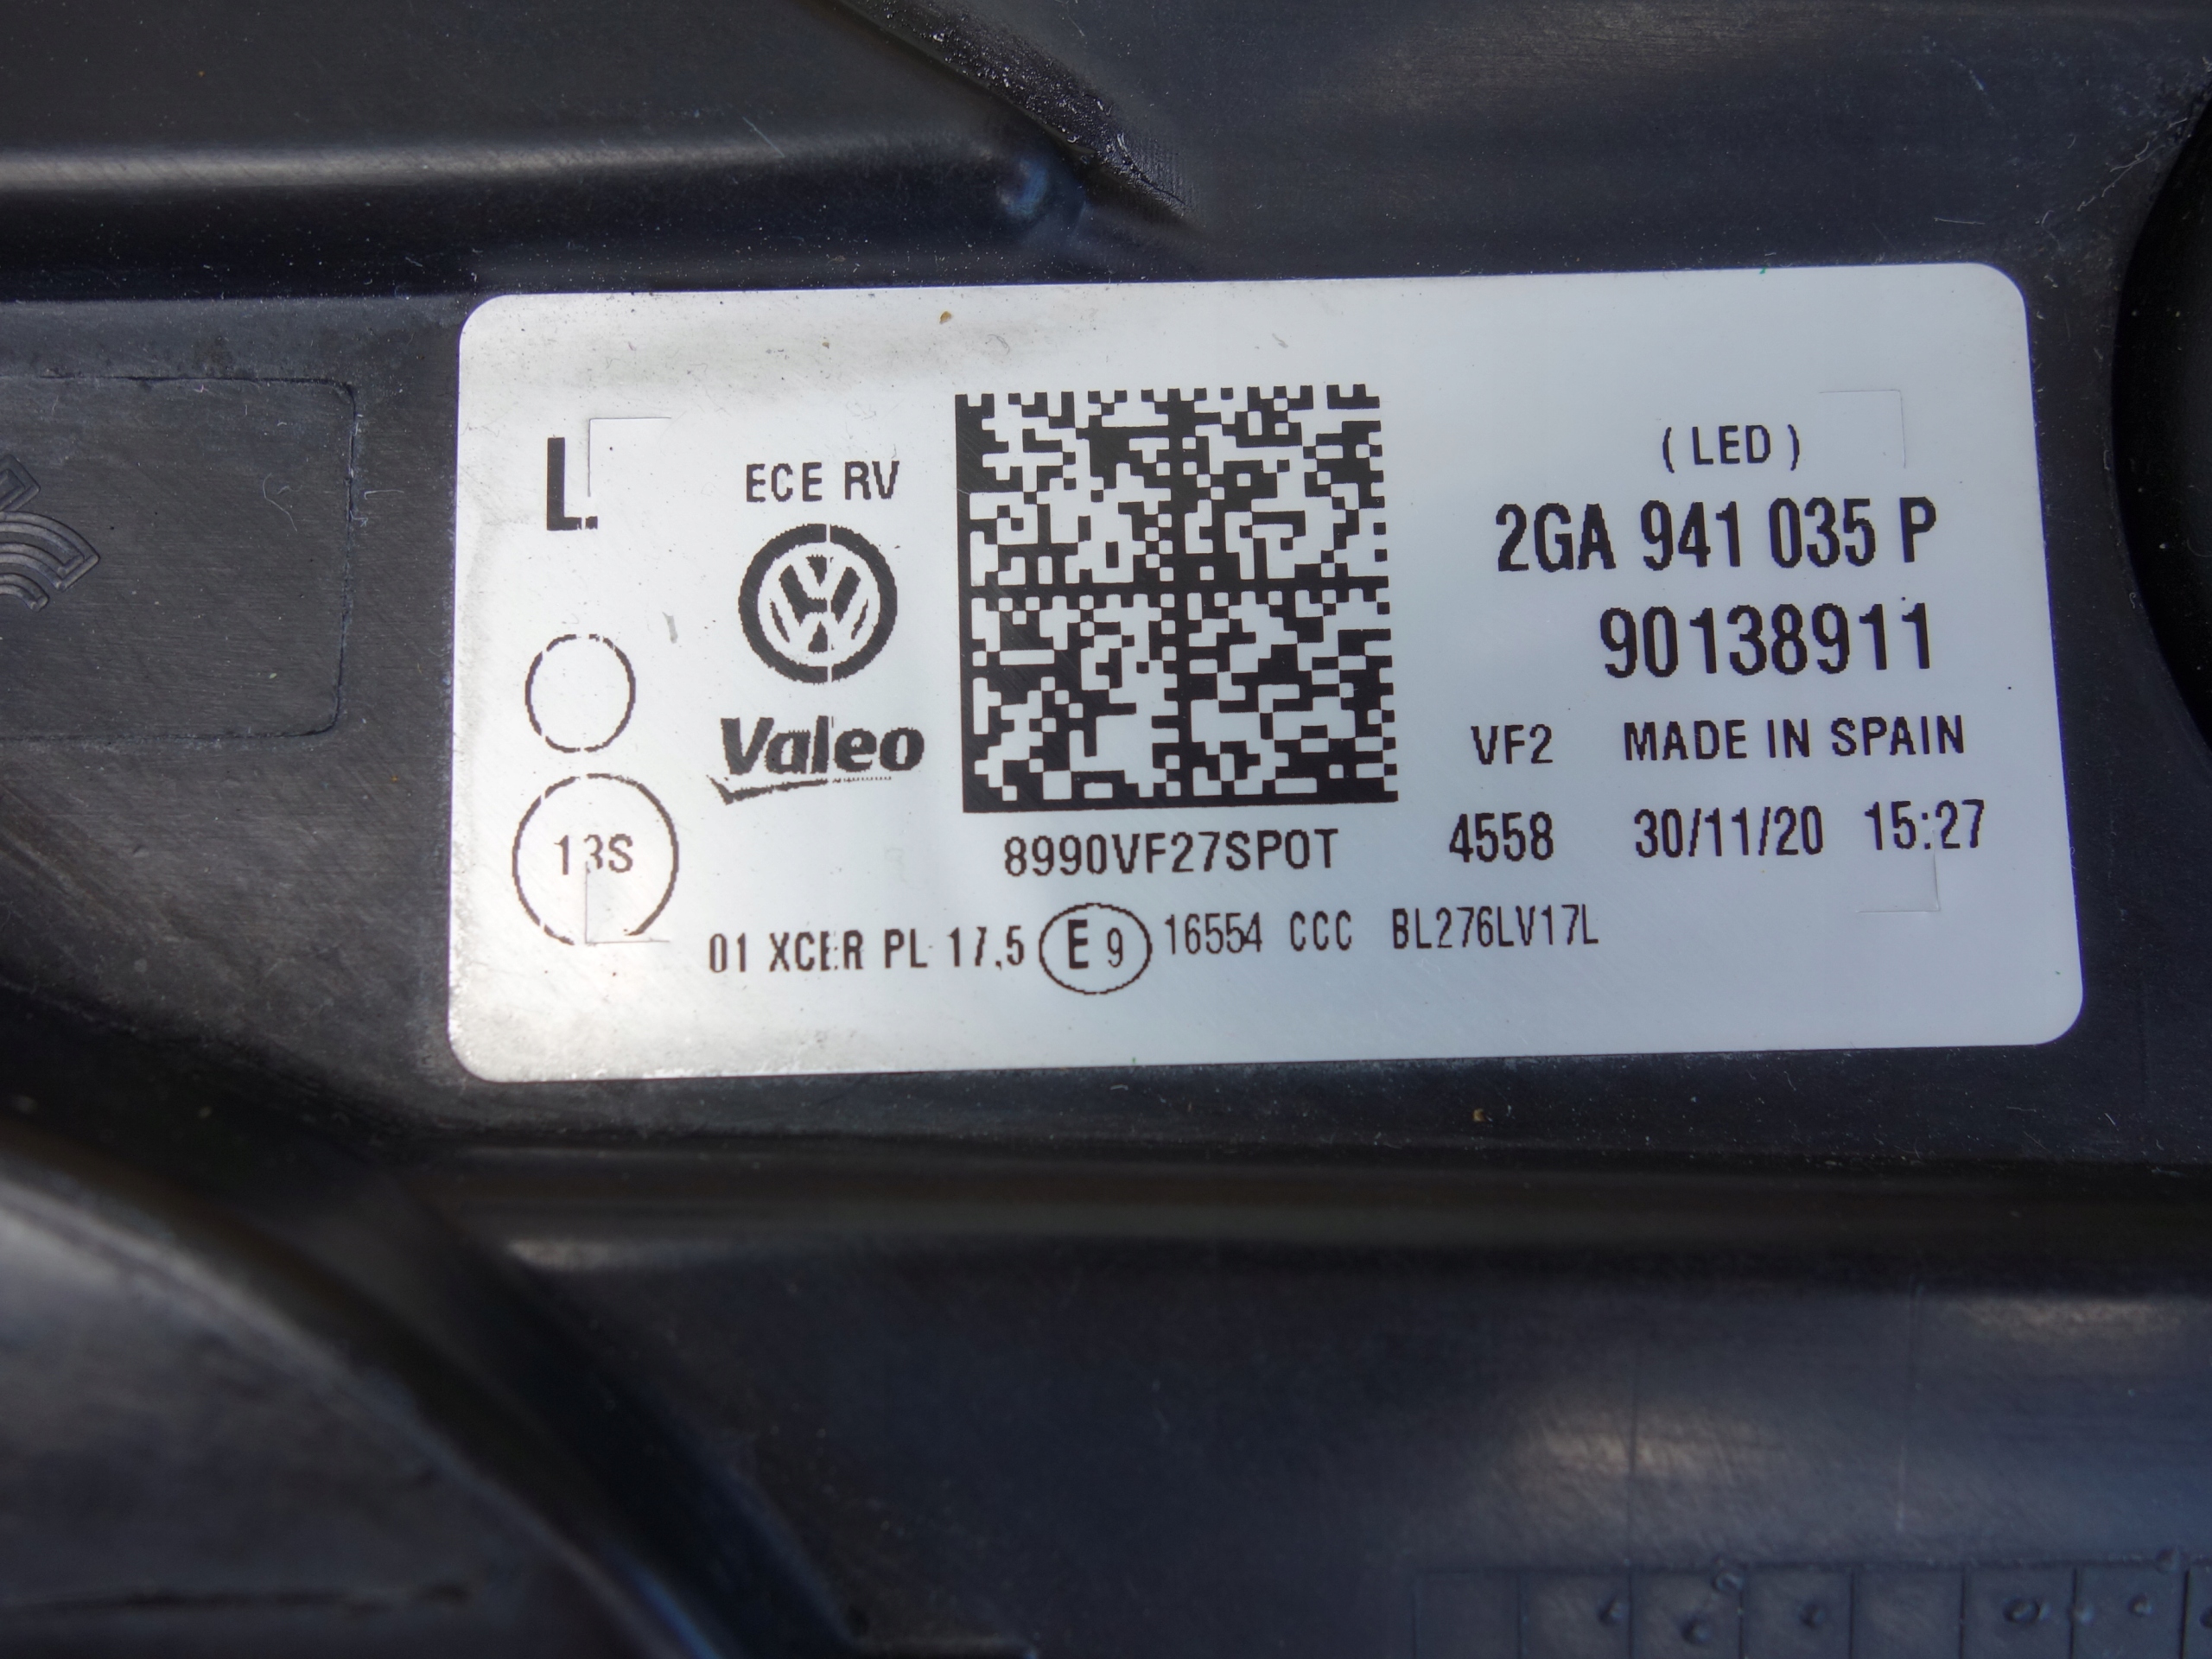 L
ECE RV
Valeo
13S
8990VF27SPOT
(LED)
2GA 941 035 P
90138911
VF2 MADE IN SPAIN
4558 30/11/20 15:27
01 XCER PL 17,5 E 9 16554 CCC BL276LV17L